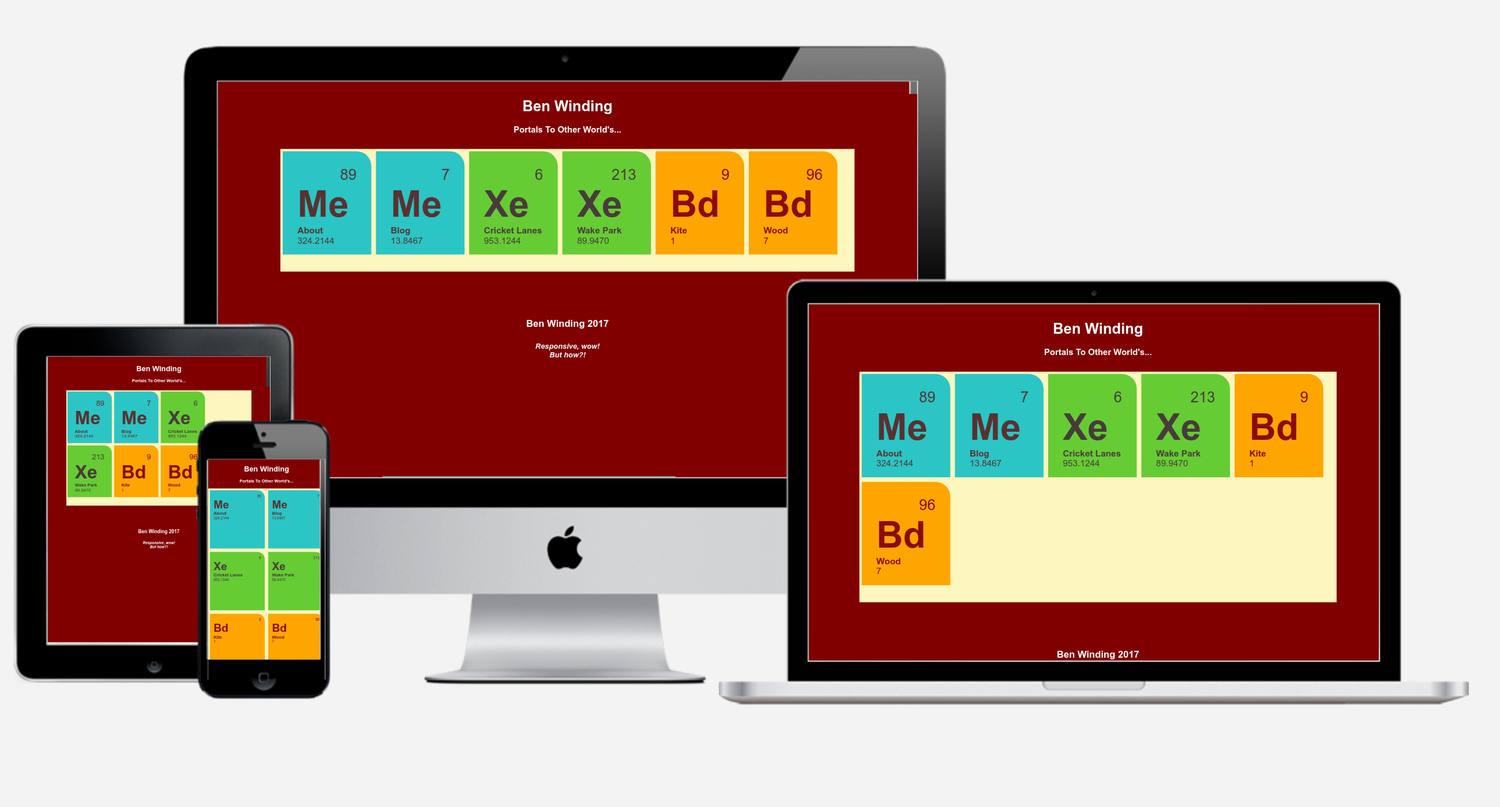 Ben Winding
Portals To Other World's...
89
Me
About
324.2144
7
Me
Blog
13.8467
6
Xe
Cricket Lanes
953.1244
213
Xe
Wake Park
89.9470
9
Bd
Kite
1
96
Bd
Wood
7
Ben Winding 2017
Responsive, wow!
But how?!
Ben Winding
Portals To Other World's...
89
Me
About
324.2144
7
Me
Blog
13.8467
6
Xe
Cricket Lanes
953.1244
213
Xe
Wake Park
89.9470
9
Bd
Kite
1
96
Bd
Wood
7
Ben Winding 2017
Ben Winding
Portals To Other World's...
89
Me
About
324.2144
7
Me
Blog
13.8467
6
Xe
Cricket Lanes
953.1244
213
Xe
Wake Park
89.9470
9
Bd
Kite
1
96
Bd
Wood
Ben Winding 2017
Responsive, wow!
But how?!
Ben Winding
Portals To Other World's...
Me
About
324.2144
Me
Blog
13.8467
Xe
Cricket Lanes
953.1244
Xe
Wake Park
89.9470
Bd
Kite
Bd
Wood